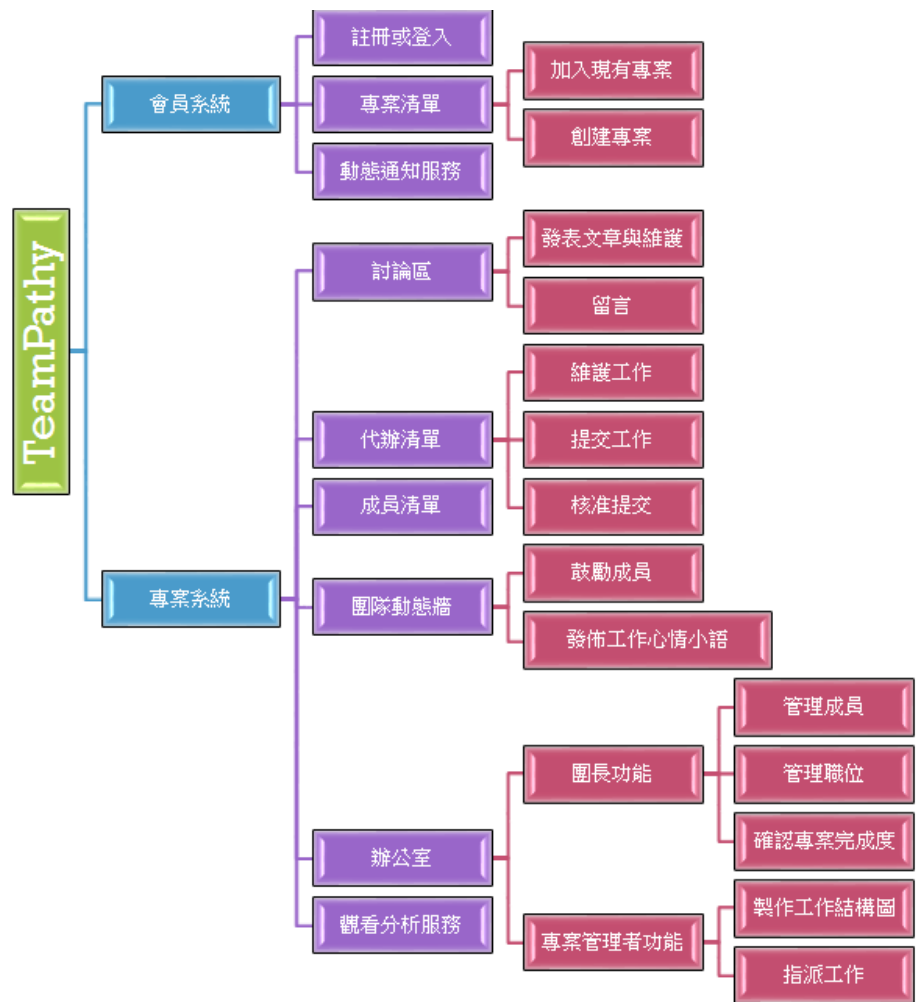 TeamPathy
會員系統
註冊或登入
專案清單
加入現有專案
創建專案
動態通知服務
專案系統
討論區
發表文章與維護
留言
代辦清單
維護工作
提交工作
核准提交
成員清單
團隊動態牆
鼓勵成員
發佈工作心情小語
辦公室
團長功能
管理成員
管理職位
確認專案完成度
專案管理者功能
製作工作結構圖
指派工作
觀看分析服務